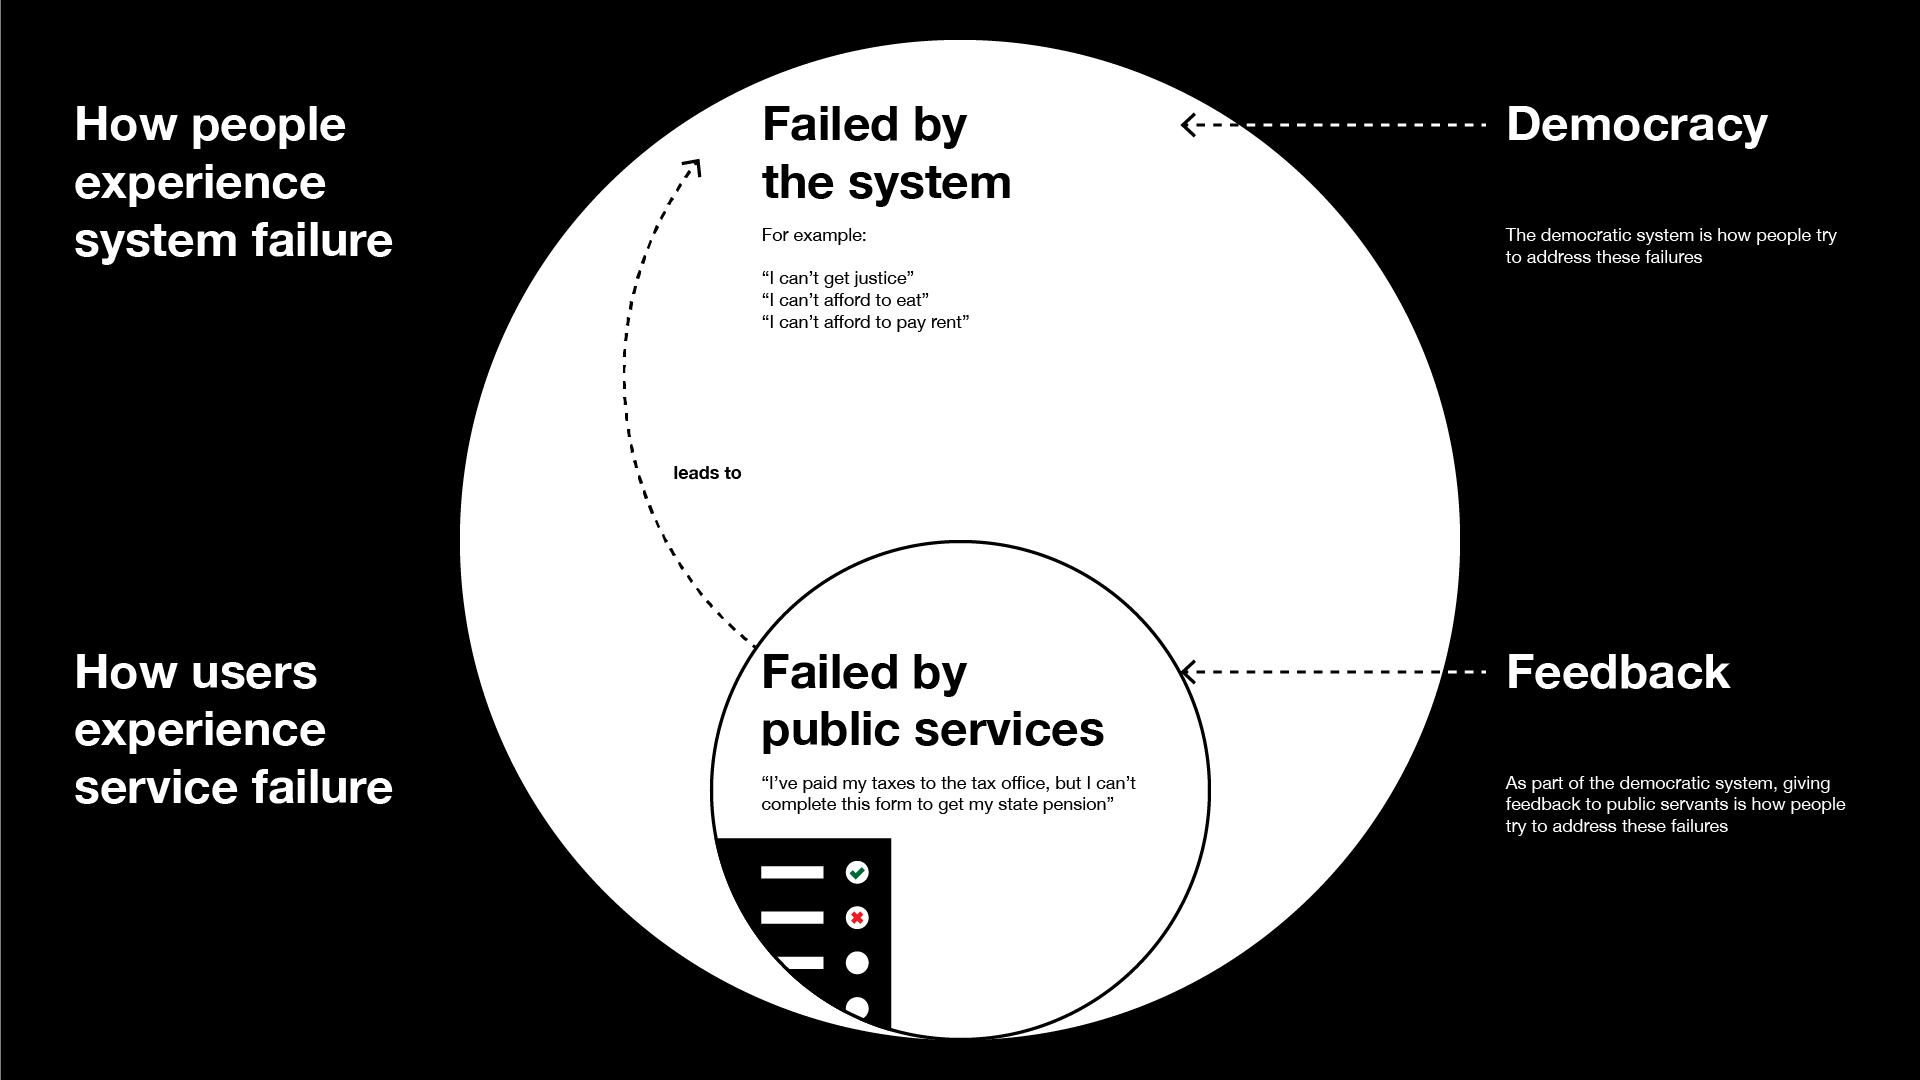 How people
experience
system failure
Failed by
the system
For example:
“I can’t get justice”
“I can’t afford to eat”
“I can’t afford to pay rent”
Democracy
The democratic system is how people try
to address these failures
leads to
How users
experience
service failure
Failed by
public services
“I’ve paid my taxes to the tax office, but I can’t
complete this form to get my state pension”
Feedback
As part of the democratic system, giving
feedback to public servants is how people
try to address these failures